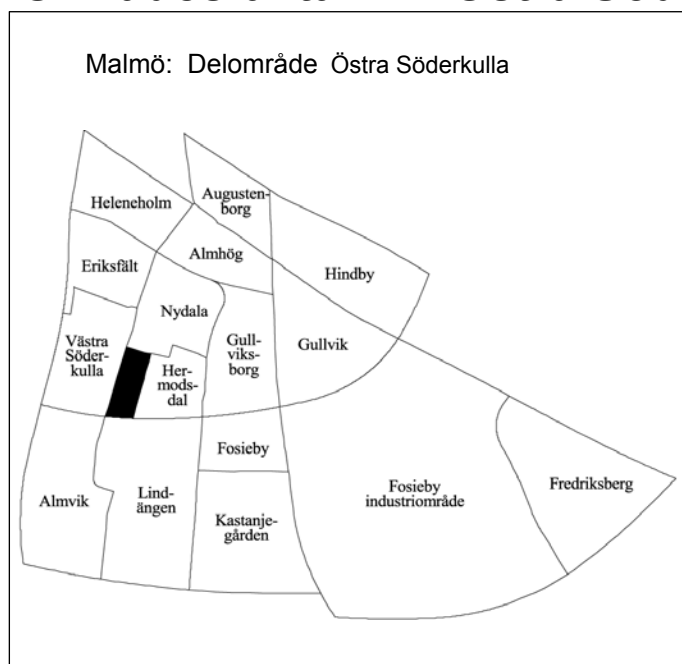 Malmö: Delområde Östra Söderkulla
Heleneholm
Augusten-
borg
Eriksfält
Almhög
Hindby
Nydala
Västra
Söder-
kulla
Gull-
viks-
borg
Gullvik
Her-
mods-
dal
Fosieby
Almvik
Lind-
ängen
Kastanje-
gården
Fosieby
industriområde
Fredriksberg